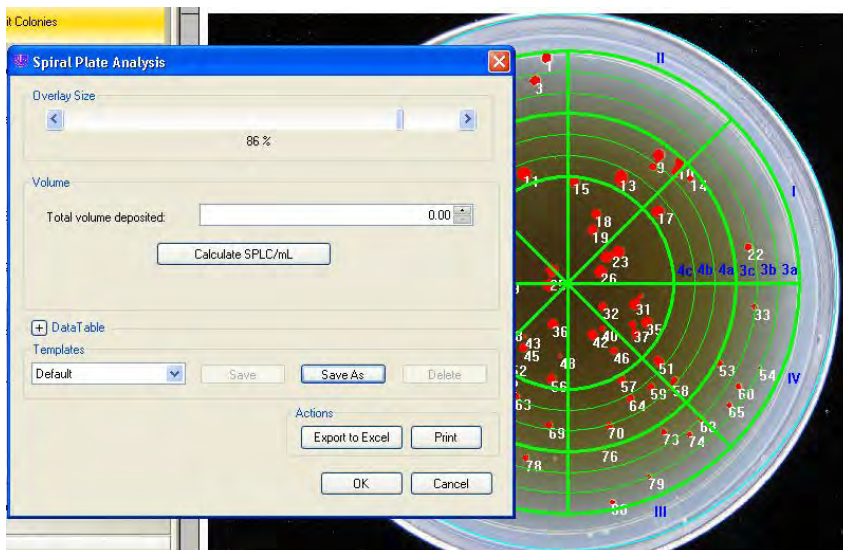 it Colonies
Spiral Plate Analysis
Overlay Size
86 %
Volume
Total volume deposited: 0.00
Calculate SPLC/mL
DataTable
Templates
Default Save Save As Delete
Actions
Export to Excel Print
OK Cancel
1 II
3
9
11 13 15 10 14
I
17
18
19
22
23
4c 4b 4a 3c 3b 3a
26
32 31 33
36 40 35
42 37
43
45 46
48
51 53 54
56 57 58 IV
59 60
63 64 65
69 70 73 74
76
78
79
III